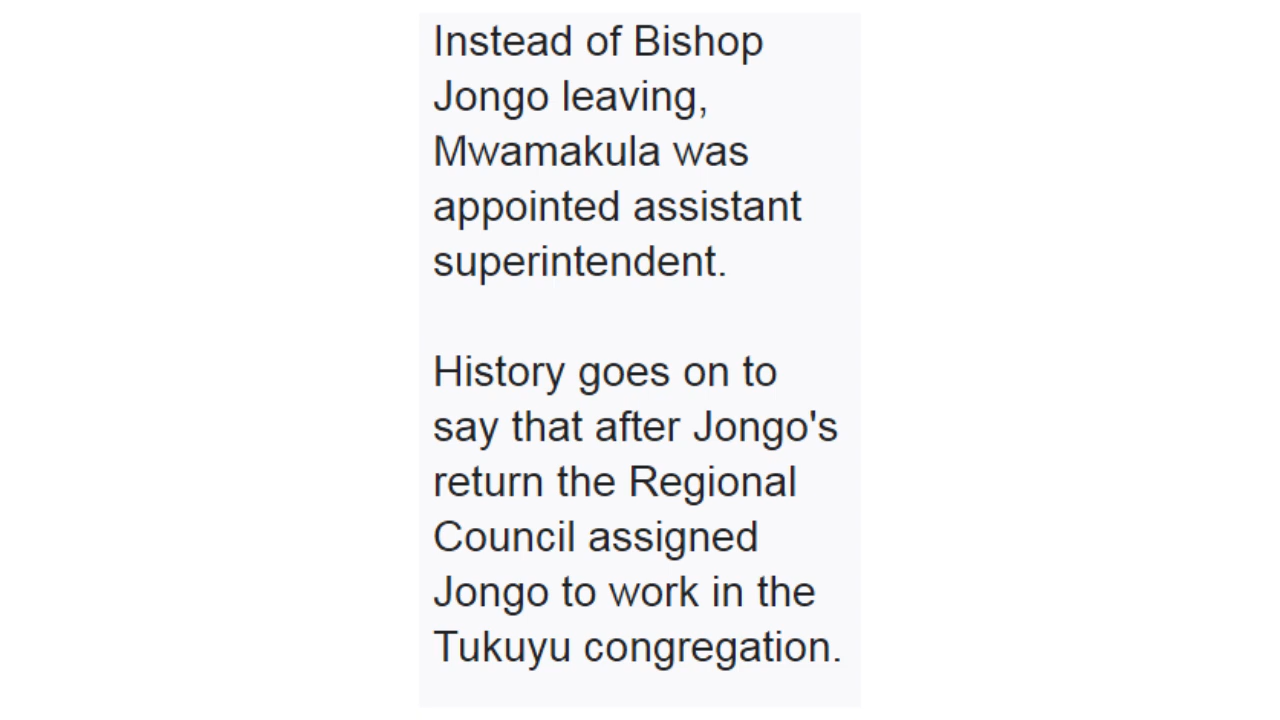 Instead of Bishop
Jongo leaving,
Mwamakula was
appointed assistant
superintendent.
History goes on to
say that after Jongo's
return the Regional
Council assigned
Jongo to work in the
Tukuyu congregation.